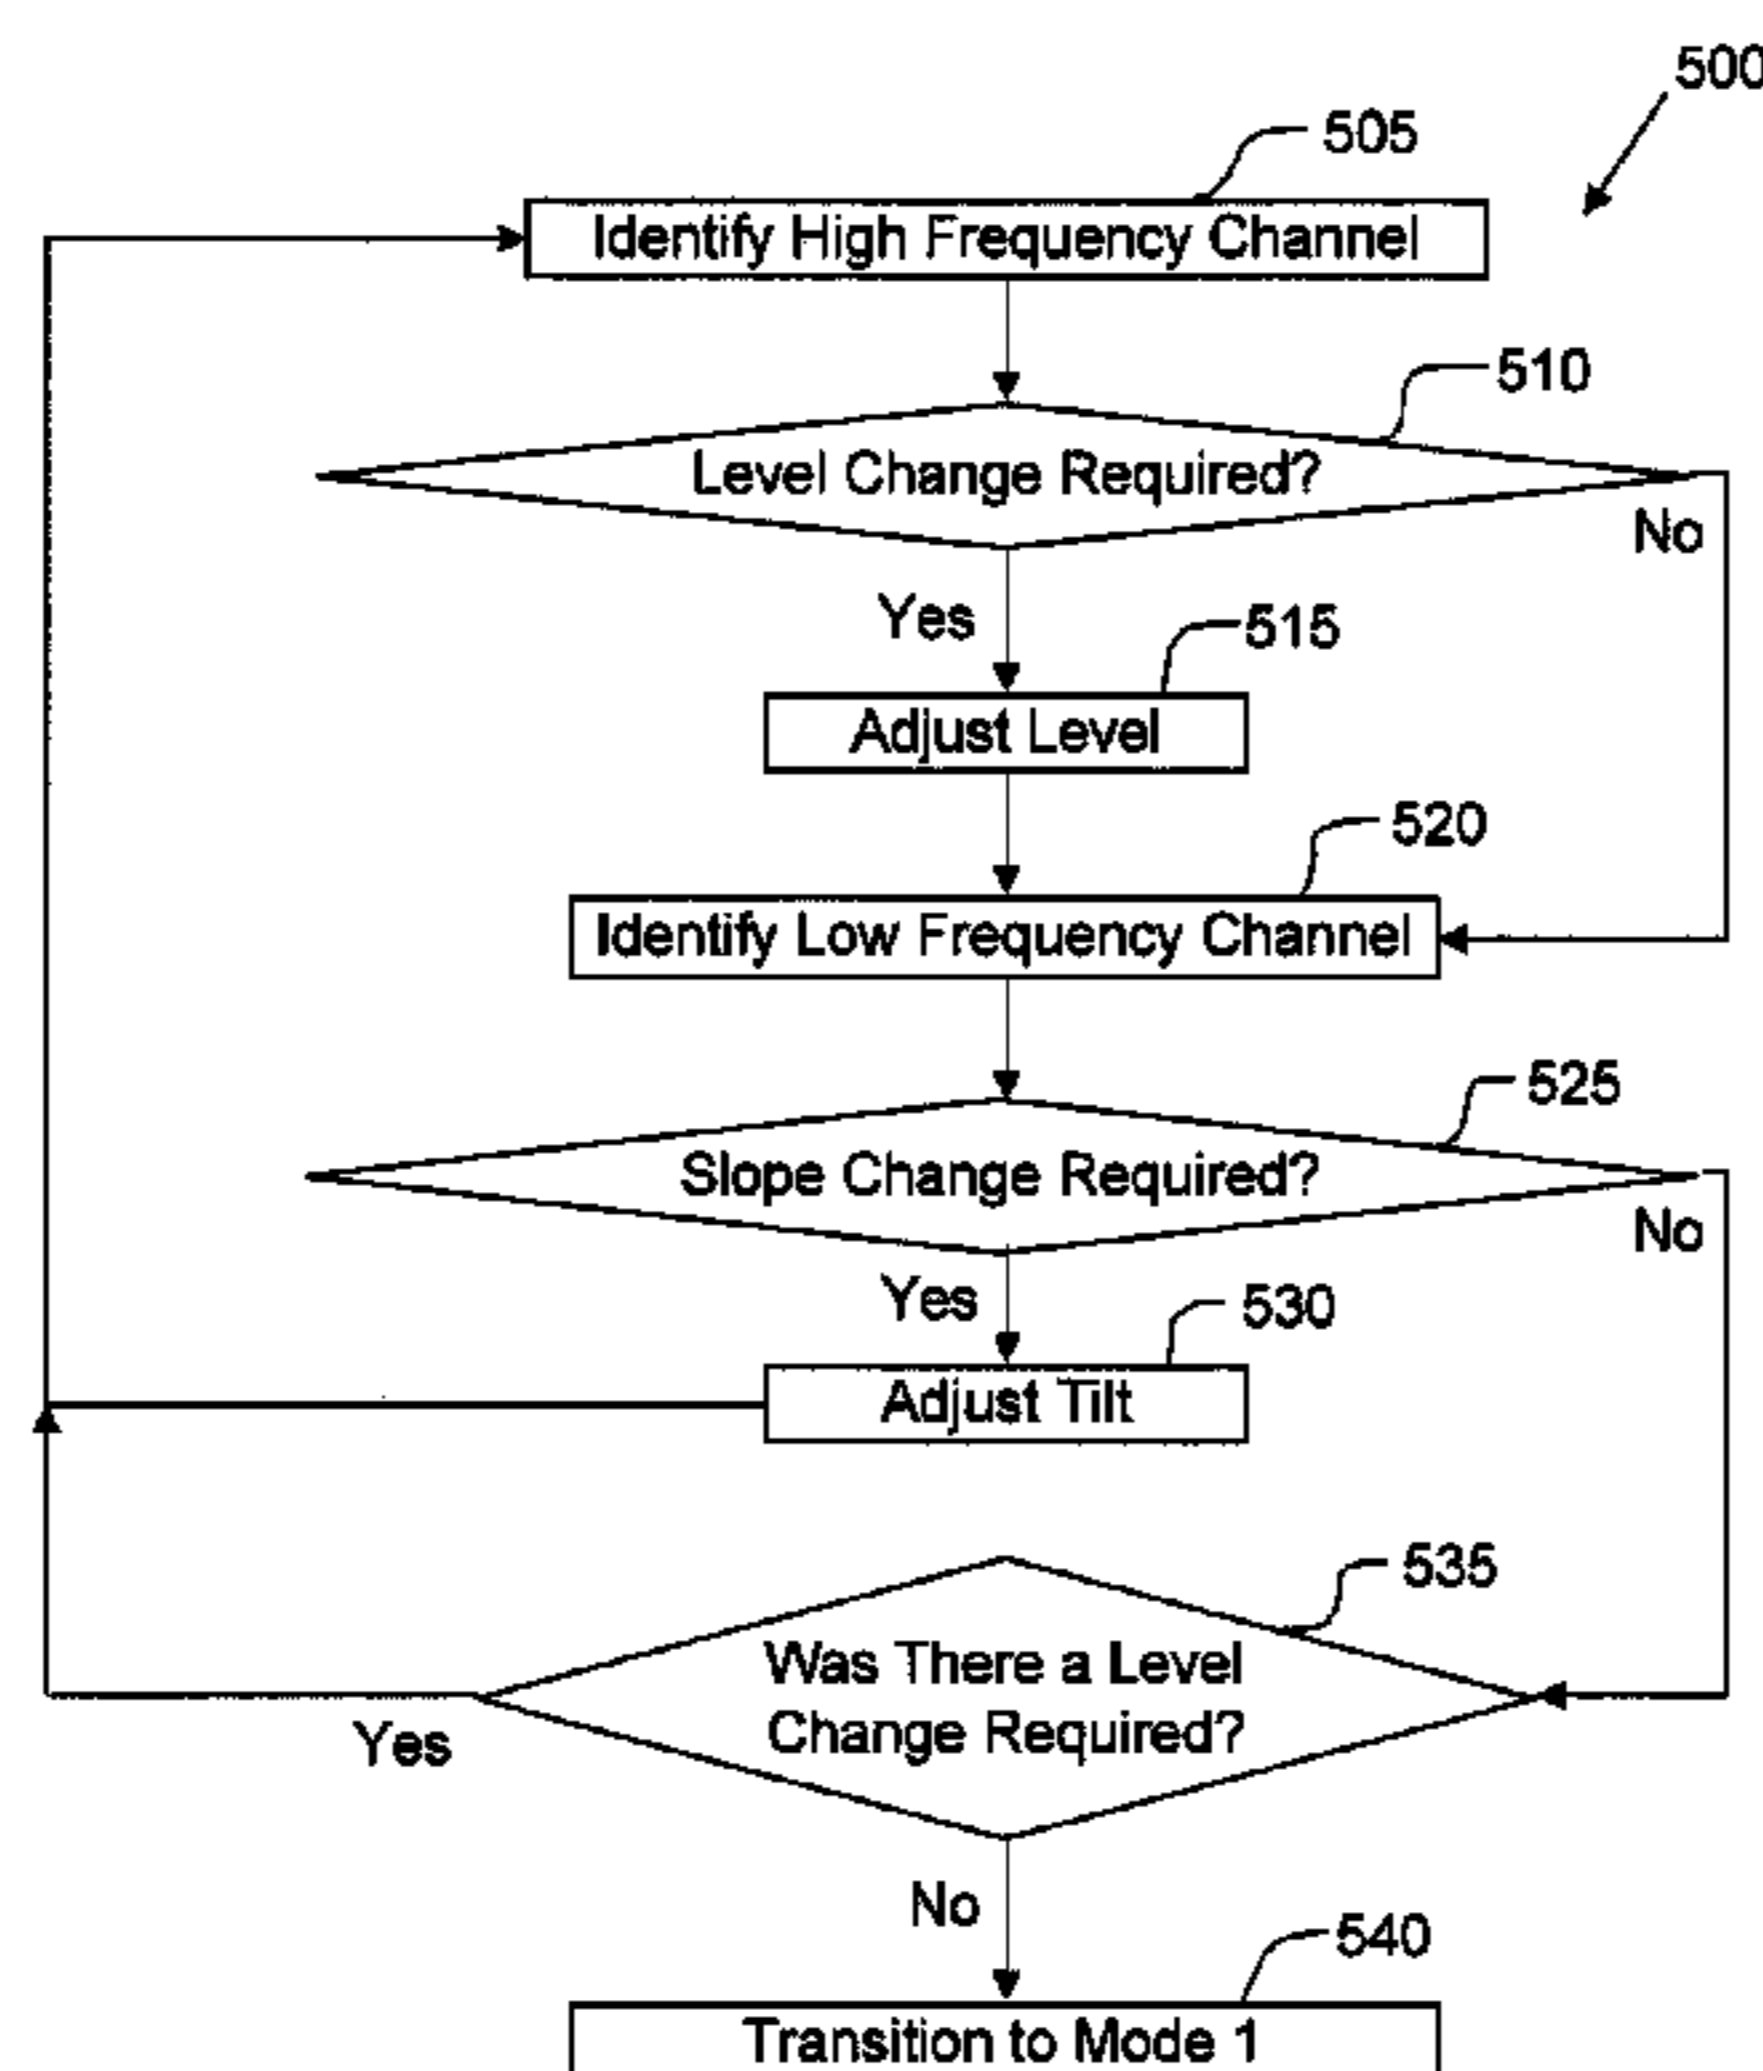 500
505
Identify High Frequency Channel
510
Level Change Required?
No
Yes
515
Adjust Level
520
Identify Low Frequency Channel
525
Slope Change Required?
No
Yes
530
Adjust Tilt
535
Was There a Level
Change Required?
Yes
No
540
Transition to Mode 1